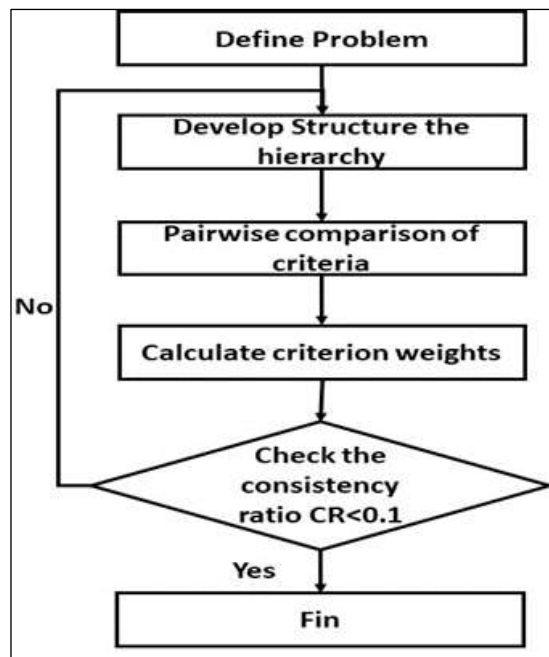 Define Problem
Develop Structure the
hierarchy
Pairwise comparison of
criteria
No
Calculate criterion weights
Check the
consistency
ratio CR<0.1
Yes
Fin